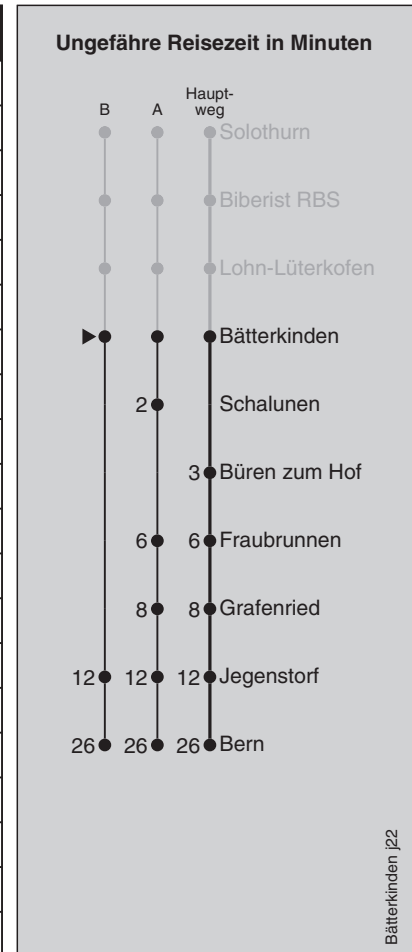 Ungefähre Reisezeit in Minuten
B A Haupt-
weg
Solothurn
Biberist RBS
Lohn-Lüterkofen
Bätterkinden
2 Schalunen
3 Büren zum Hof
6 6 Fraubrunnen
8 8 Grafenried
12 12 12 Jegenstorf
26 26 26 Bern
Bätterkinden j22